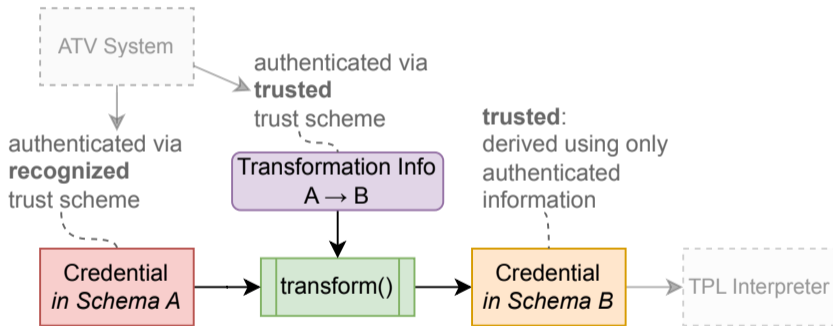 ATV System
authenticated via
trusted
trust scheme
authenticated via
recognized
trust scheme
trusted:
derived using only
authenticated
information
Transformation Info
A → B
Credential
in Schema A
transform()
Credential
in Schema B
TPL Interpreter